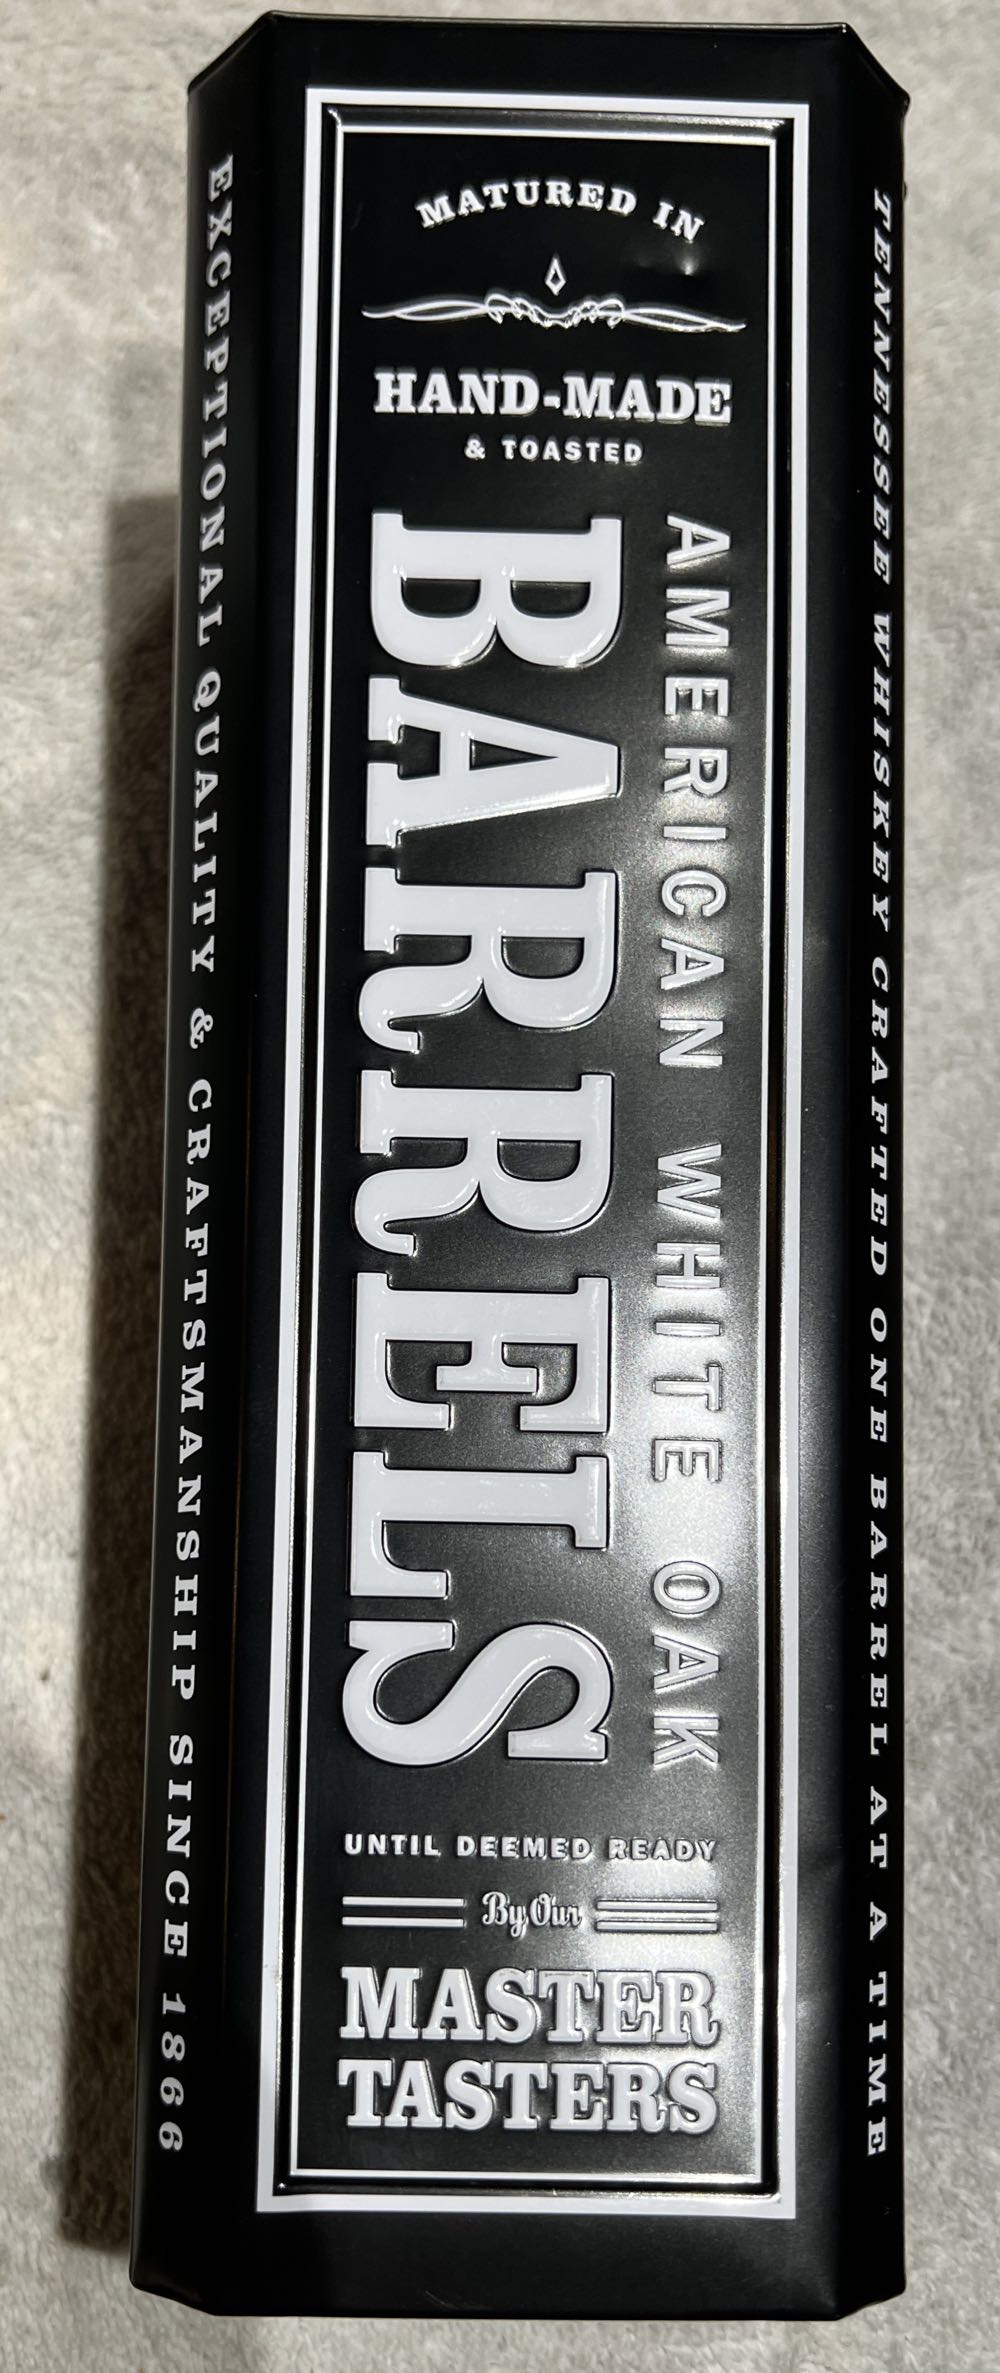 MATURED IN
HAND-MADE
& TOASTED
AMERICAN WHITE OAK
BARRELS
UNTIL DEEMED READY
By Our
MASTER
TASTERS
EXCEPTIONAL QUALITY & CRAFTSMANSHIP SINCE 1866
TENNESSEE WHISKEY CRAFTED ONE BARREL AT A TIME